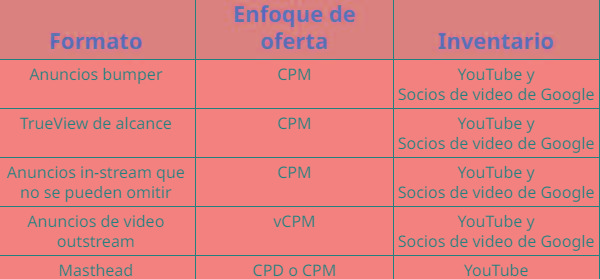 Formato
Enfoque de
oferta
Inventario
Anuncios bumper
CPM
YouTube y
Socios de video de Google
TrueView de alcance
CPM
YouTube y
Socios de video de Google
Anuncios in-stream que
no se pueden omitir
CPM
YouTube y
Socios de video de Google
Anuncios de video
outstream
vCPM
YouTube y
Socios de video de Google
Masthead
CPD o CPM
YouTube